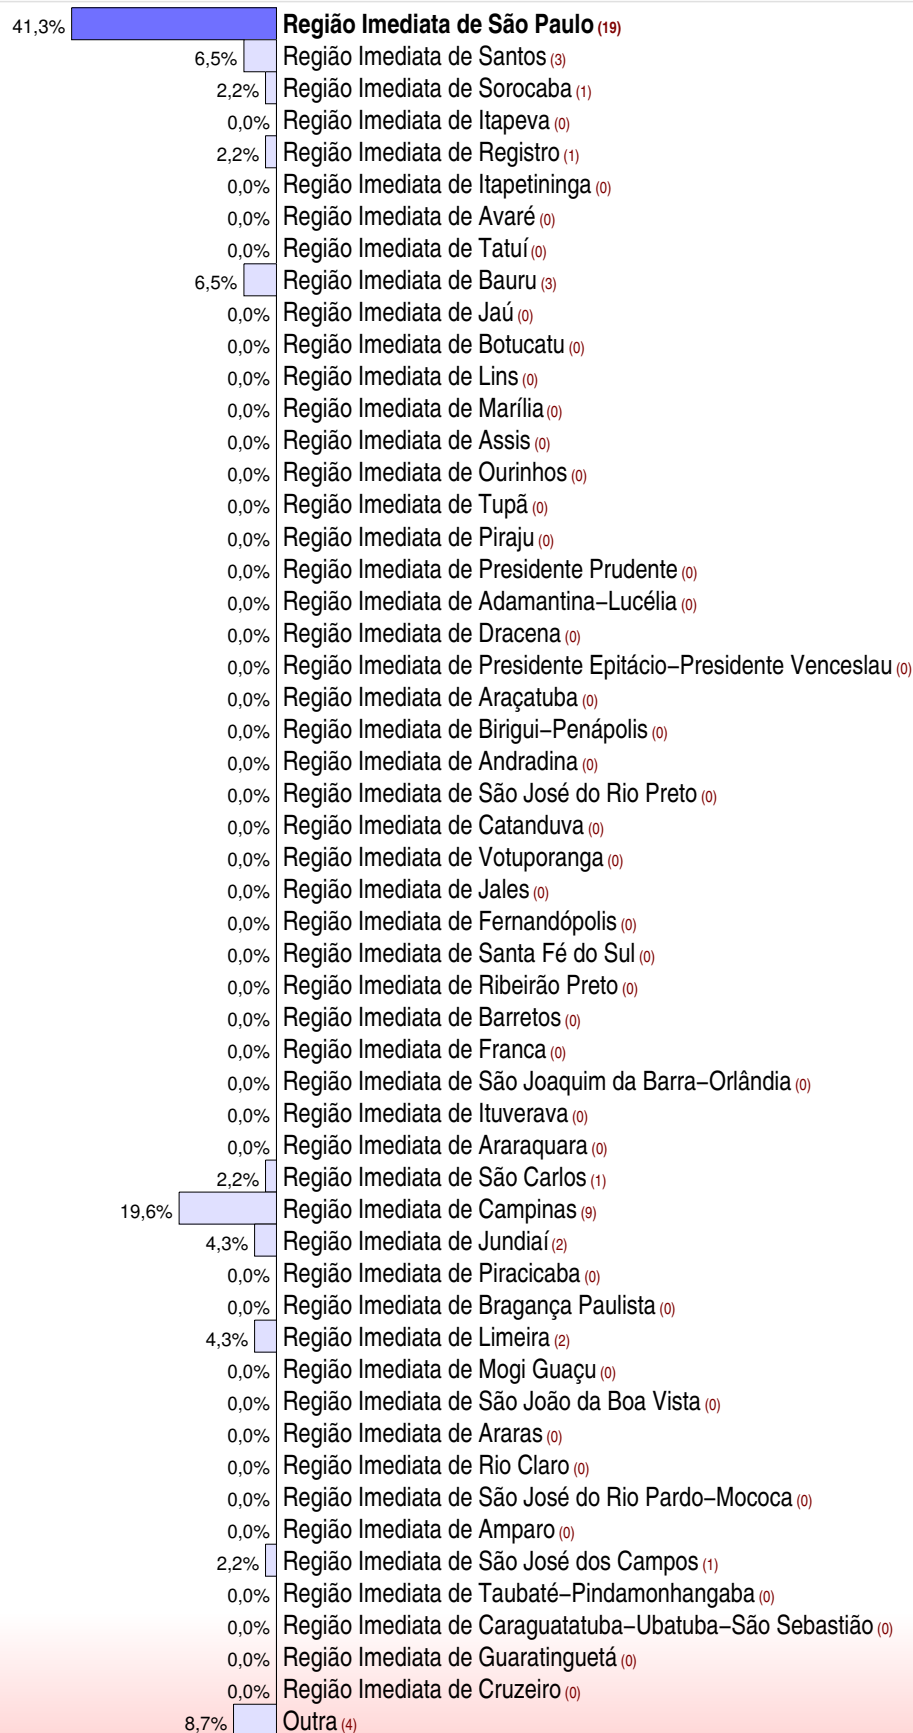 41,3% Região Imediata de São Paulo (19)
6,5% Região Imediata de Santos (3)
2,2% Região Imediata de Sorocaba (1)
0,0% Região Imediata de Itapeva (0)
2,2% Região Imediata de Registro (1)
0,0% Região Imediata de Itapetininga (0)
0,0% Região Imediata de Avaré (0)
0,0% Região Imediata de Tatuí (0)
6,5% Região Imediata de Bauru (3)
0,0% Região Imediata de Jaú (0)
0,0% Região Imediata de Botucatu (0)
0,0% Região Imediata de Lins (0)
0,0% Região Imediata de Marília (0)
0,0% Região Imediata de Assis (0)
0,0% Região Imediata de Ourinhos (0)
0,0% Região Imediata de Tupã (0)
0,0% Região Imediata de Piraju (0)
0,0% Região Imediata de Presidente Prudente (0)
0,0% Região Imediata de Adamantina–Lucélia (0)
0,0% Região Imediata de Dracena (0)
0,0% Região Imediata de Presidente Epitácio–Presidente Venceslau (0)
0,0% Região Imediata de Araçatuba (0)
0,0% Região Imediata de Birigui–Penápolis (0)
0,0% Região Imediata de Andradina (0)
0,0% Região Imediata de São José do Rio Preto (0)
0,0% Região Imediata de Catanduva (0)
0,0% Região Imediata de Votuporanga (0)
0,0% Região Imediata de Jales (0)
0,0% Região Imediata de Fernandópolis (0)
0,0% Região Imediata de Santa Fé do Sul (0)
0,0% Região Imediata de Ribeirão Preto (0)
0,0% Região Imediata de Barretos (0)
0,0% Região Imediata de Franca (0)
0,0% Região Imediata de São Joaquim da Barra–Orlândia (0)
0,0% Região Imediata de Ituverava (0)
0,0% Região Imediata de Araraquara (0)
2,2% Região Imediata de São Carlos (1)
19,6% Região Imediata de Campinas (9)
4,3% Região Imediata de Jundiaí (2)
0,0% Região Imediata de Piracicaba (0)
0,0% Região Imediata de Bragança Paulista (0)
4,3% Região Imediata de Limeira (2)
0,0% Região Imediata de Mogi Guaçu (0)
0,0% Região Imediata de São João da Boa Vista (0)
0,0% Região Imediata de Araras (0)
0,0% Região Imediata de Rio Claro (0)
0,0% Região Imediata de São José do Rio Pardo–Mococa (0)
0,0% Região Imediata de Amparo (0)
2,2% Região Imediata de São José dos Campos (1)
0,0% Região Imediata de Taubaté–Pindamonhangaba (0)
0,0% Região Imediata de Caraguatatuba–Ubatuba–São Sebastião (0)
0,0% Região Imediata de Guaratinguetá (0)
0,0% Região Imediata de Cruzeiro (0)
8,7% Outra (4)